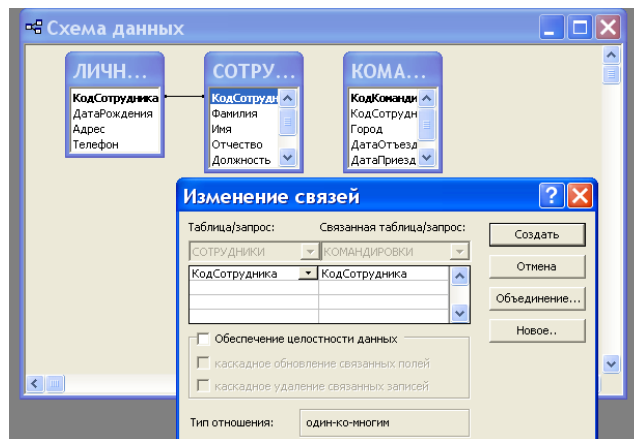 Схема данных
ЛИЧН...
СОТРУ...
КОМА...
КодСотрудника
ДатаРождения
Адрес
Телефон
КодСотрудн
Фамилия
Имя
Отчество
Должность
КодКоманди
КодСотрудн
Город
ДатаОтъезд
ДатаПриезд
Изменение связей
Таблица/запрос: Связанная таблица/запрос:
СОТРУДНИКИ КОМАНДИРОВКИ
КодСотрудника КодСотрудника
Создать
Отмена
Объединение...
Новое..
Обеспечение целостности данных
каскадное обновление связанных полей
каскадное удаление связанных записей
Тип отношения: один-ко-многим